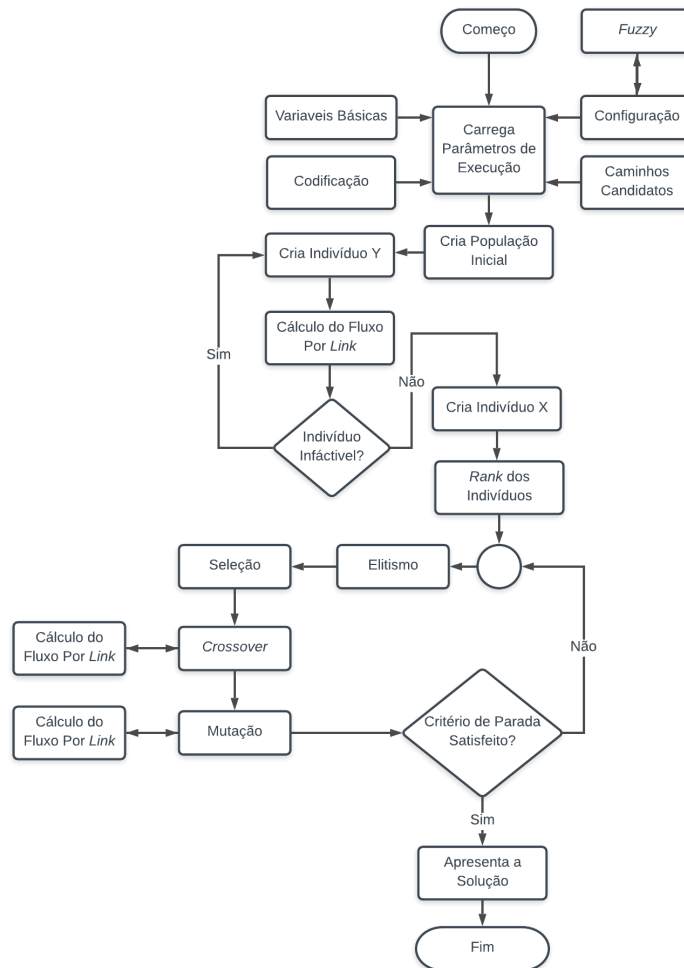 Começo
Fuzzy
Variaveis Básicas
Carrega
Parâmetros de
Execução
Configuração
Codificação
Caminhos
Candidatos
Cria Indivíduo Y
Cria População
Inicial
Cálculo do Fluxo
Por Link
Sim
Não
Indivíduo
Infáctivel?
Cria Indivíduo X
Rank dos
Indivíduos
Seleção
Elitismo
Cálculo do
Fluxo Por Link
Crossover
Não
Cálculo do
Fluxo Por Link
Mutação
Critério de Parada
Satisfeito?
Sim
Apresenta a
Solução
Fim